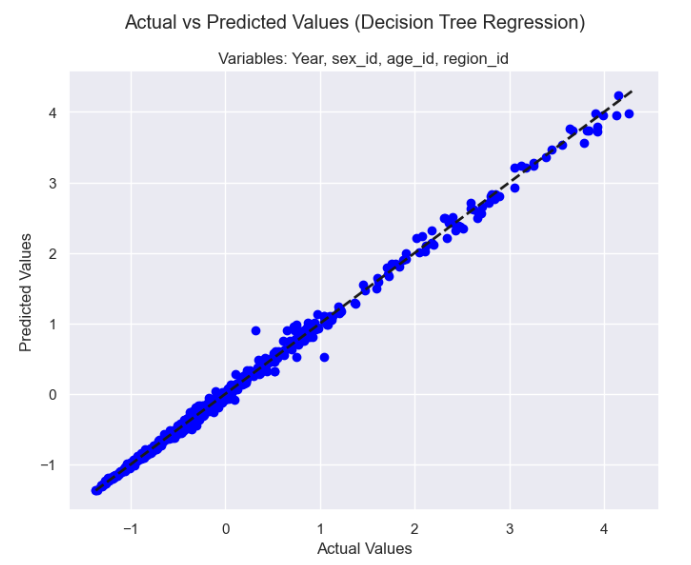 Actual vs Predicted Values (Decision Tree Regression)
Variables: Year, sex_id, age_id, region_id
4
3
2
1
0
−1
Predicted Values
−1 0 1 2 3 4
Actual Values